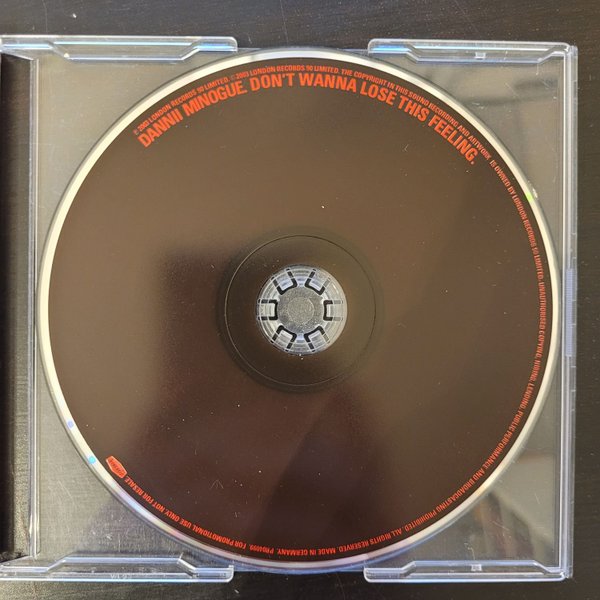 ℗ 2003 LONDON RECORDS 90 LIMITED. © 2003 LONDON RECORDS 90 LIMITED. THE COPYRIGHT IN THIS SOUND RECORDING AND ARTWORK IS OWNED BY LONDON RECORDS 90 LIMITED. UNAUTHORISED COPYING, HIRING, LENDING, PUBLIC PERFORMANCE AND BROADCASTING PROHIBITED. ALL RIGHTS RESERVED. MADE IN GERMANY. PR04099. FOR PROMOTIONAL USE ONLY NOT FOR RESALE.
DANNII MINOGUE. DON'T WANNA LOSE THIS FEELING.